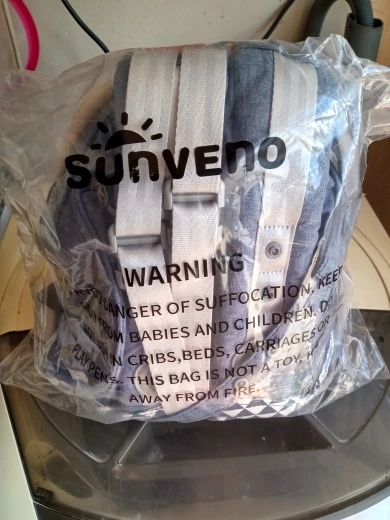 sunveno
WARNING
DANGER OF SUFFOCATION, KEEP
FROM BABIES AND CHILDREN. D
IN CRIBS, BEDS, CARRIAGES OR
PLAY PENS. THIS BAG IS NOT A TOY.
AWAY FROM FIRE.